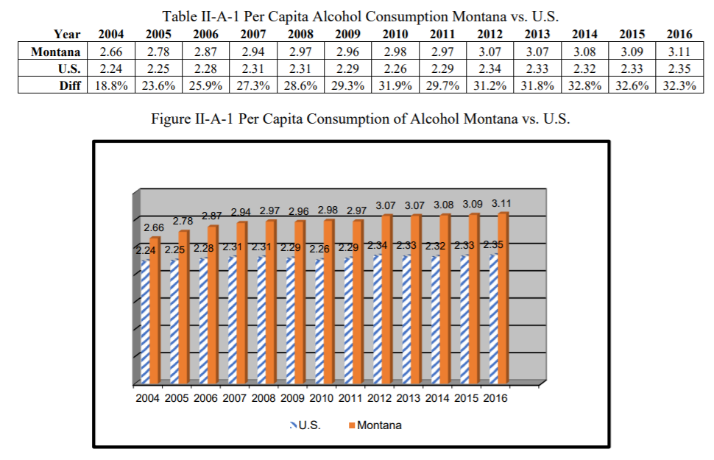 Table II-A-1 Per Capita Alcohol Consumption Montana vs. U.S.
Year 2004 2005 2006 2007 2008 2009 2010 2011 2012 2013 2014 2015 2016
Montana 2.66 2.78 2.87 2.94 2.97 2.96 2.98 2.97 3.07 3.07 3.08 3.09 3.11
U.S. 2.24 2.25 2.28 2.31 2.31 2.29 2.26 2.29 2.34 2.33 2.32 2.33 2.35
Diff 18.8% 23.6% 25.9% 27.3% 28.6% 29.3% 31.9% 29.7% 31.2% 31.8% 32.8% 32.6% 32.3%
Figure II-A-1 Per Capita Consumption of Alcohol Montana vs. U.S.
2.66 2.78 2.87 2.94 2.97 2.96 2.98 2.97 3.07 3.07 3.08 3.09 3.11
2.24 2.25 2.28 2.31 2.31 2.29 2.26 2.29 2.34 2.33 2.32 2.33 2.35
2004 2005 2006 2007 2008 2009 2010 2011 2012 2013 2014 2015 2016
U.S. Montana